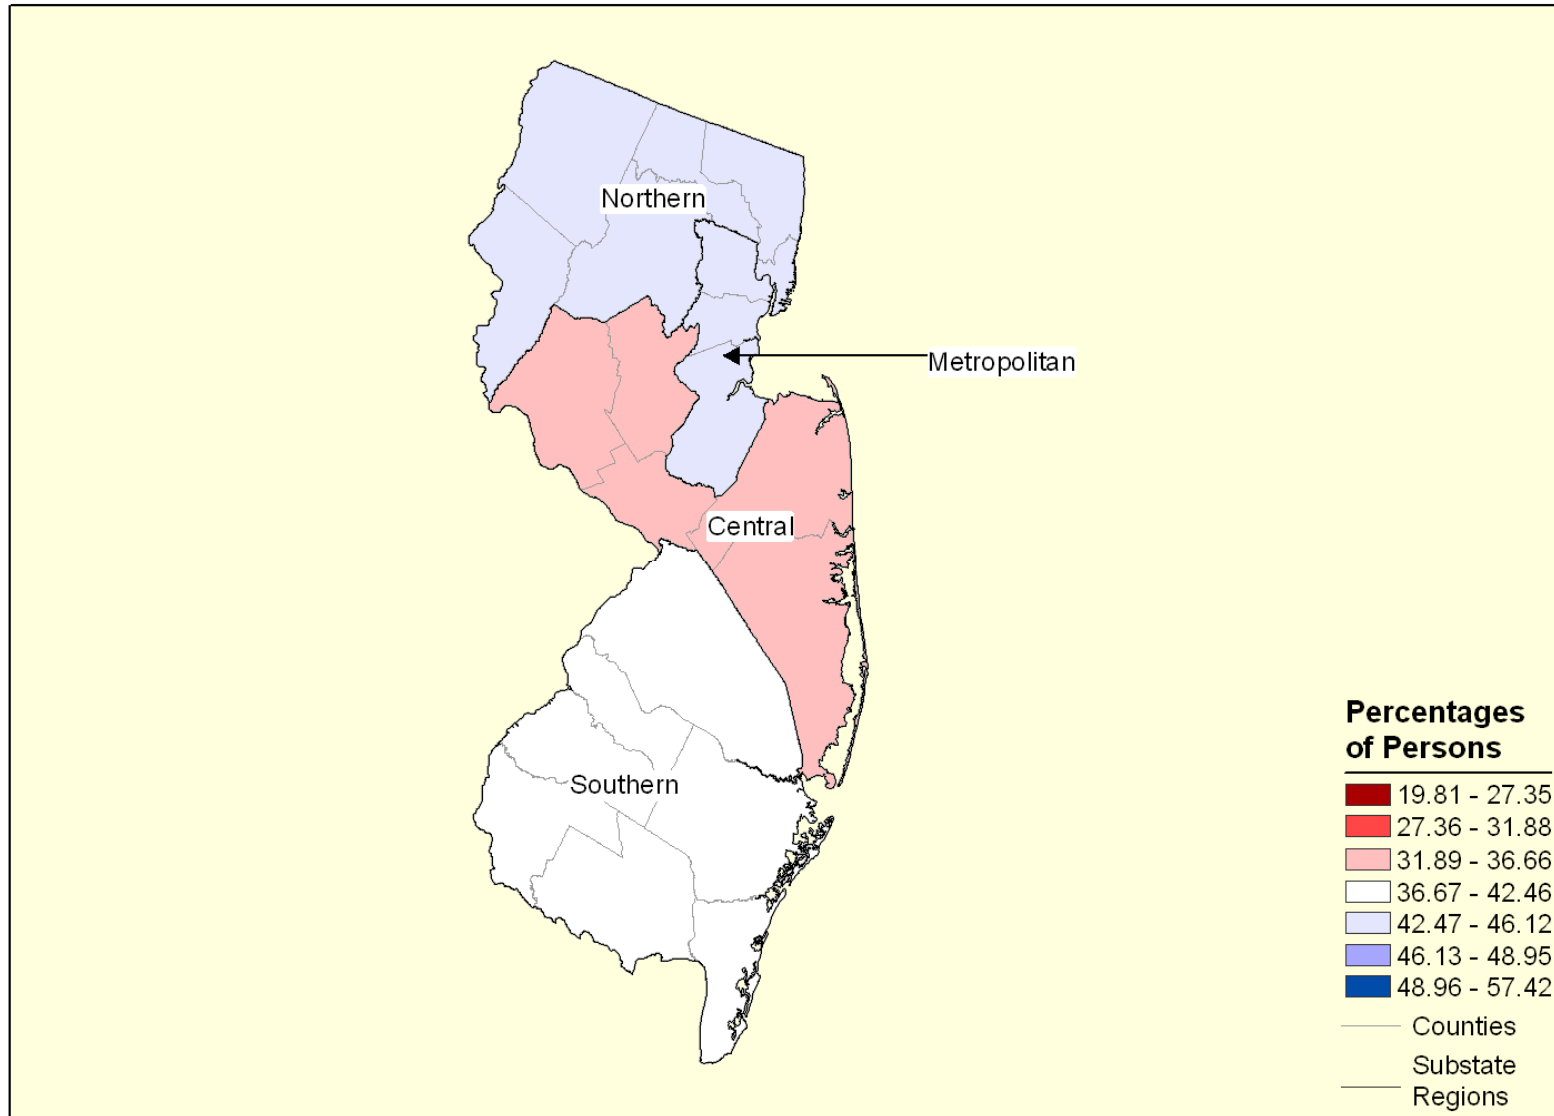 Northern
Metropolitan
Central
Southern
Percentages
of Persons
19.81 - 27.35
27.36 - 31.88
31.89 - 36.66
36.67 - 42.46
42.47 - 46.12
46.13 - 48.95
48.96 - 57.42
Counties
Substate
Regions